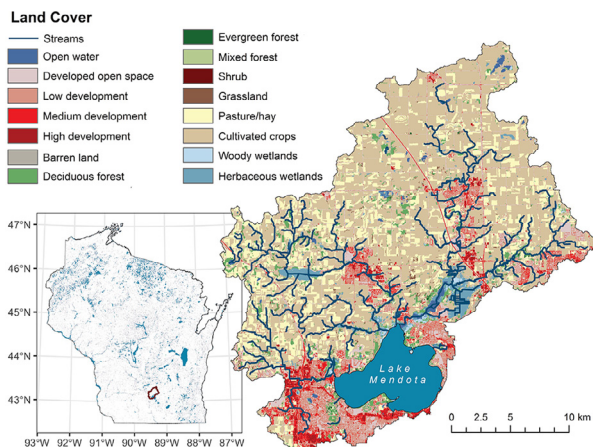 Land Cover
Streams
Open water
Developed open space
Low development
Medium development
High development
Barren land
Deciduous forest
Evergreen forest
Mixed forest
Shrub
Grassland
Pasture/hay
Cultivated crops
Woody wetlands
Herbaceous wetlands
47°N
46°N
45°N
44°N
43°N
93°W 92°W 91°W 90°W 89°W 88°W 87°W
Lake
Mendota
0 2.5 5 10 km